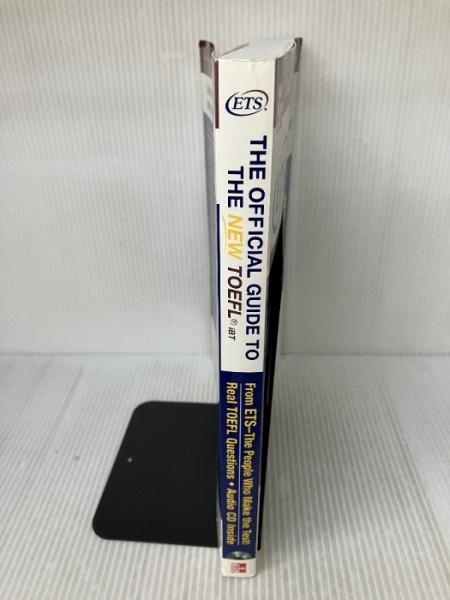 ETS®
THE OFFICIAL GUIDE TO
THE NEW TOEFL® iBT
From ETS–The People Who Make the Test!
Real TOEFL Questions • Audio CD Inside